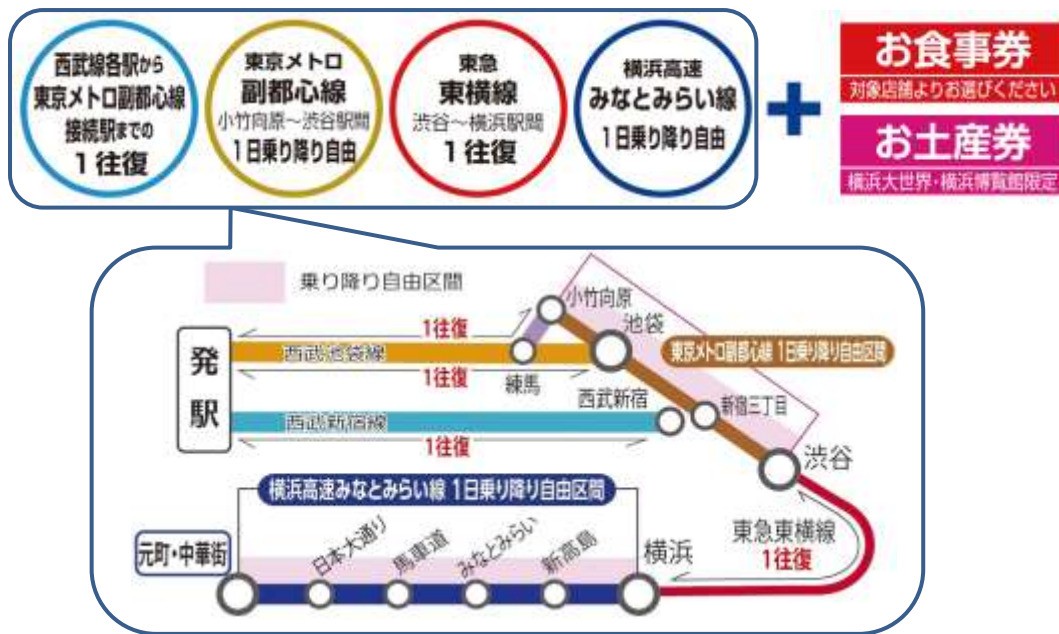 西武線各駅から
東京メトロ副都心線
接続駅までの
1往復
東京メトロ
副都心線
小竹向原〜渋谷駅間
1日乗り降り自由
東急
東横線
渋谷〜横浜駅間
1往復
横浜高速
みなとみらい線
1日乗り降り自由
+
お食事券
対象店舗よりお選びください
お土産券
横浜大世界・横浜博覧館限定
乗り降り自由区間
小竹向原
池袋
1往復
発駅
西武池袋線
東京メトロ副都心線 1日乗り降り自由区間
1往復
練馬
西武新宿
新宿三丁目
西武新宿線
1往復
渋谷
横浜高速みなとみらい線 1日乗り降り自由区間
東急東横線
1往復
元町・中華街
日本大通り
馬車道
みなとみらい
新高島
横浜